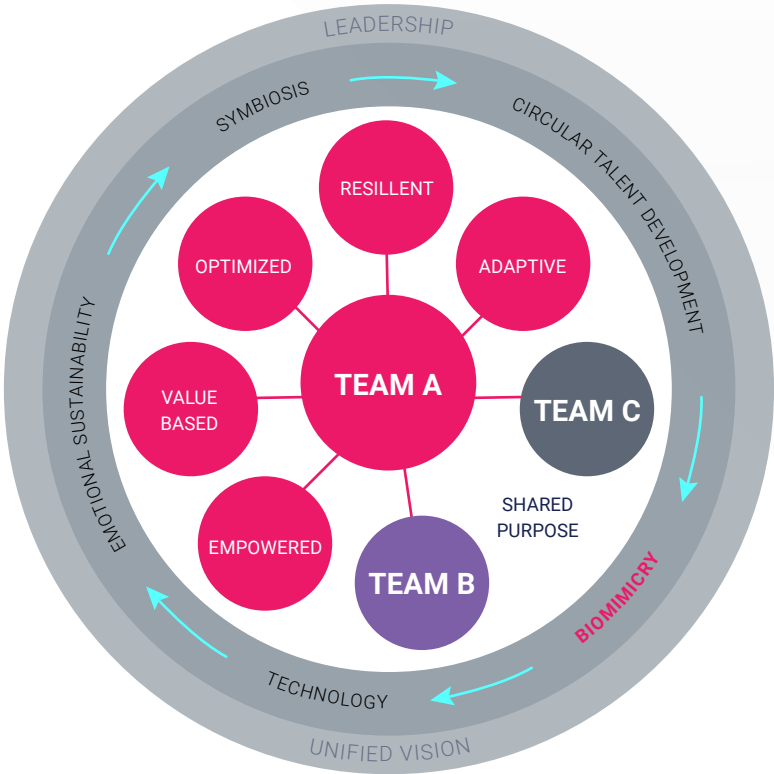 LEADERSHIP
SYMBIOSIS
CIRCULAR TALENT DEVELOPMENT
RESILLENT
OPTIMIZED
ADAPTIVE
TEAM A
VALUE
BASED
TEAM C
EMOTIONAL SUSTAINABILITY
SHARED
PURPOSE
EMPOWERED
TEAM B
BIOMIMICRY
TECHNOLOGY
UNIFIED VISION